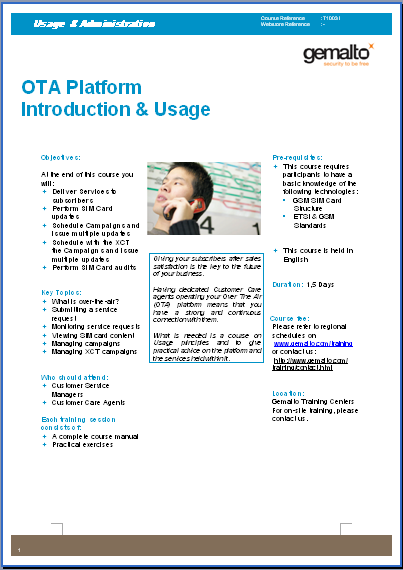 Usage & Administration
Course Reference : T1003I
Webstore Reference : -
gemalto
security to be free
OTA Platform
Introduction & Usage
Objectives:
At the end of this course you
will:
Deliver Services to
subscribers
Perform SIM Card
updates
Schedule Campaigns and
issue multiple updates
Schedule with the XCT
the Campaigns and issue
multiple updates
Perform SIM Card audits
Key Topics:
What is over-the-air?
Submitting a service
request
Monitoring service requests
Viewing SIM card content
Managing campaigns
Managing XCT campaigns
Who should attend:
Customer Service
Managers
Customer Care Agents
Each training session
consists of:
A complete course manual
Practical exercises
4
Giving your subscribers after sales
satisfaction is the key to the future
of your business.
Having dedicated Customer Care
agents operating your Over The Air
(OTA) platform means that you
have a strong and continuous
connection with them.
What is needed is a course on
Usage principles and to give
practical advice on the platform and
the services held within it.
Pre-requisites:
This course requires
participants to have a
basic knowledge of the
following technologies:
GSM SIM Card
Structure
ETSI & GSM
Standards
This course is held in
English
Duration: 1,5 Days
Course fee:
Please refer to regional
schedules on
www.gemalto.com/training
or contact us:
http://www.gemalto.com/
training/contact.html
Location:
Gemalto Training Centers
For on-site training, please
contact us.
1